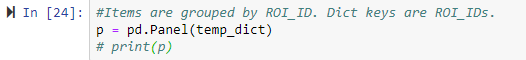 In [24]: #Items are grouped by ROI_ID. Dict keys are ROI_IDs.
p = pd.Panel(temp_dict)
# print(p)